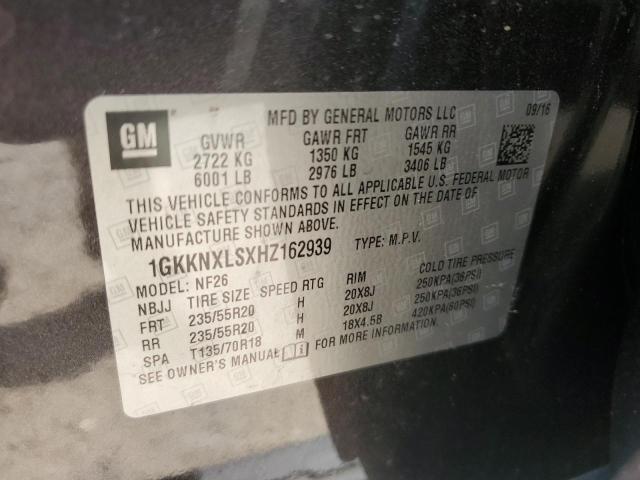 GM
MFD BY GENERAL MOTORS LLC 09/16
GVWR GAWR FRT GAWR RR
2722 KG 1350 KG 1545 KG
6001 LB 2976 LB 3406 LB
THIS VEHICLE CONFORMS TO ALL APPLICABLE U.S. FEDERAL MOTOR
VEHICLE SAFETY STANDARDS IN EFFECT ON THE DATE OF
MANUFACTURE SHOWN ABOVE.
1GKKNXLSXHZ162939 TYPE: M.P.V.
MODEL: NF26
NBJJ TIRE SIZE SPEED RTG RIM COLD TIRE PRESSURE
FRT 235/55R20 H 20X8J 250KPA(36PSI)
RR 235/55R20 H 20X8J 250KPA(36PSI)
SPA T135/70R18 M 18X4.5B 420KPA(60PSI)
SEE OWNER'S MANUAL FOR MORE INFORMATION.